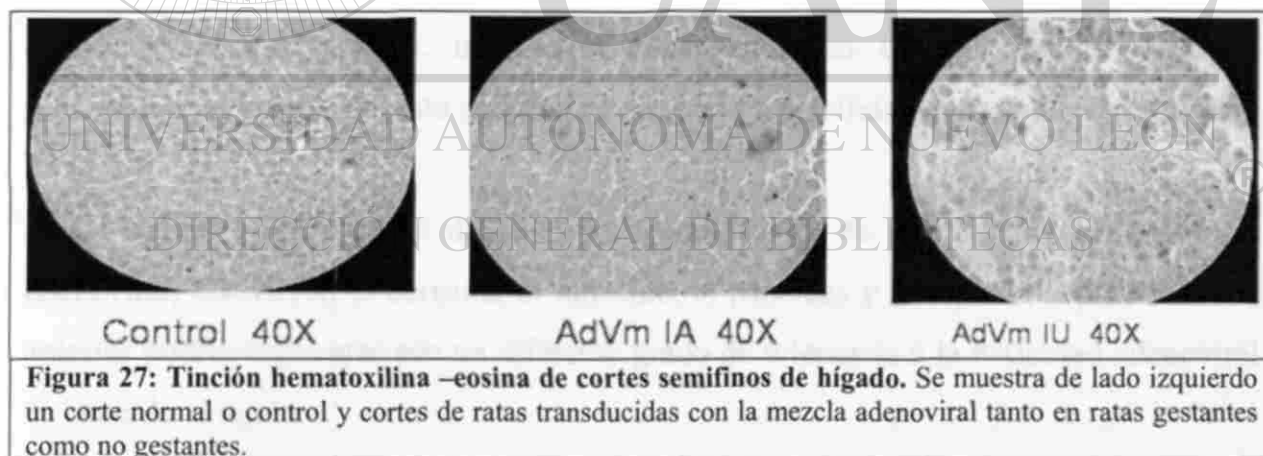 UNIVERSIDAD AUTÓNOMA DE NUEVO LEÓN
DIRECCIÓN GENERAL DE BIBLIOTECAS
Control 40X AdVm IA 40X AdVm IU 40X
Figura 27: Tinción hematoxilina –eosina de cortes semifinos de hígado. Se muestra de lado izquierdo
un corte normal o control y cortes de ratas transducidas con la mezcla adenoviral tanto en ratas gestantes
como no gestantes.